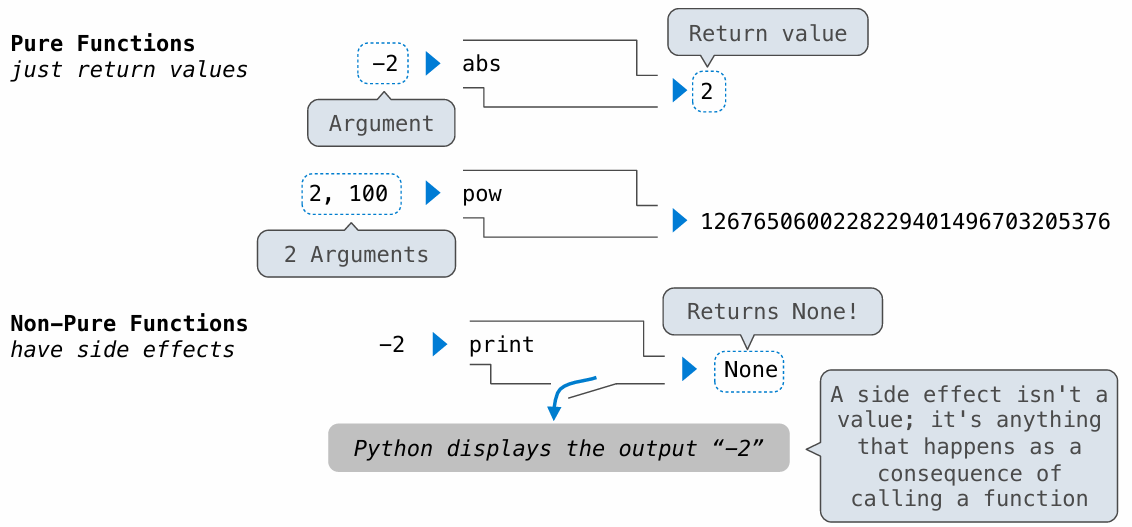 Pure Functions
just return values
Return value
−2
abs
2
Argument
2, 100
pow
1267650600228229401496703205376
2 Arguments
Non−Pure Functions
have side effects
Returns None!
−2
print
None
Python displays the output “−2”
A side effect isn't a
value; it's anything
that happens as a
consequence of
calling a function